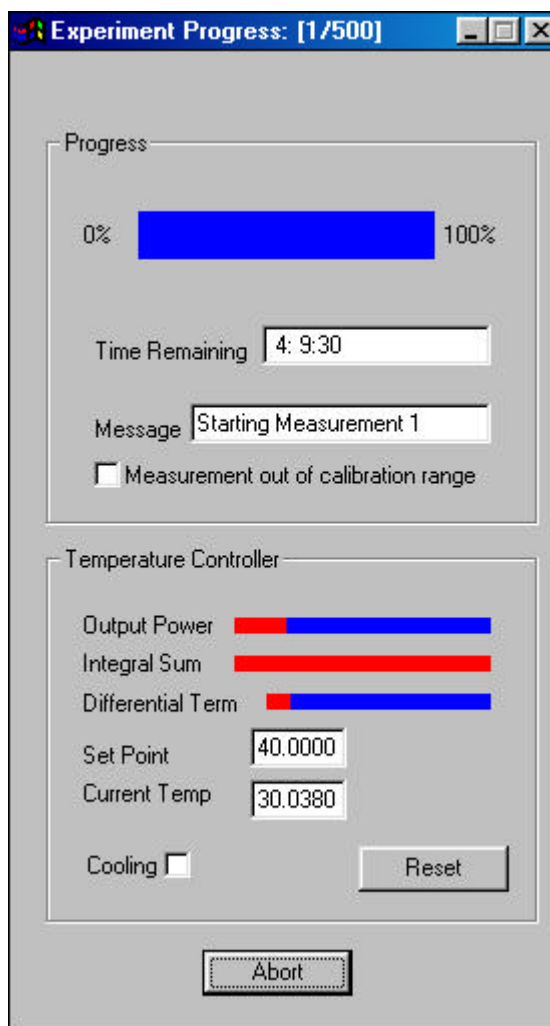 Experiment Progress: [1/500]
Progress
0% 100%
Time Remaining 4: 9:30
Message Starting Measurement 1
Measurement out of calibration range
Temperature Controller
Output Power
Integral Sum
Differential Term
Set Point 40.0000
Current Temp 30.0380
Cooling Reset
Abort